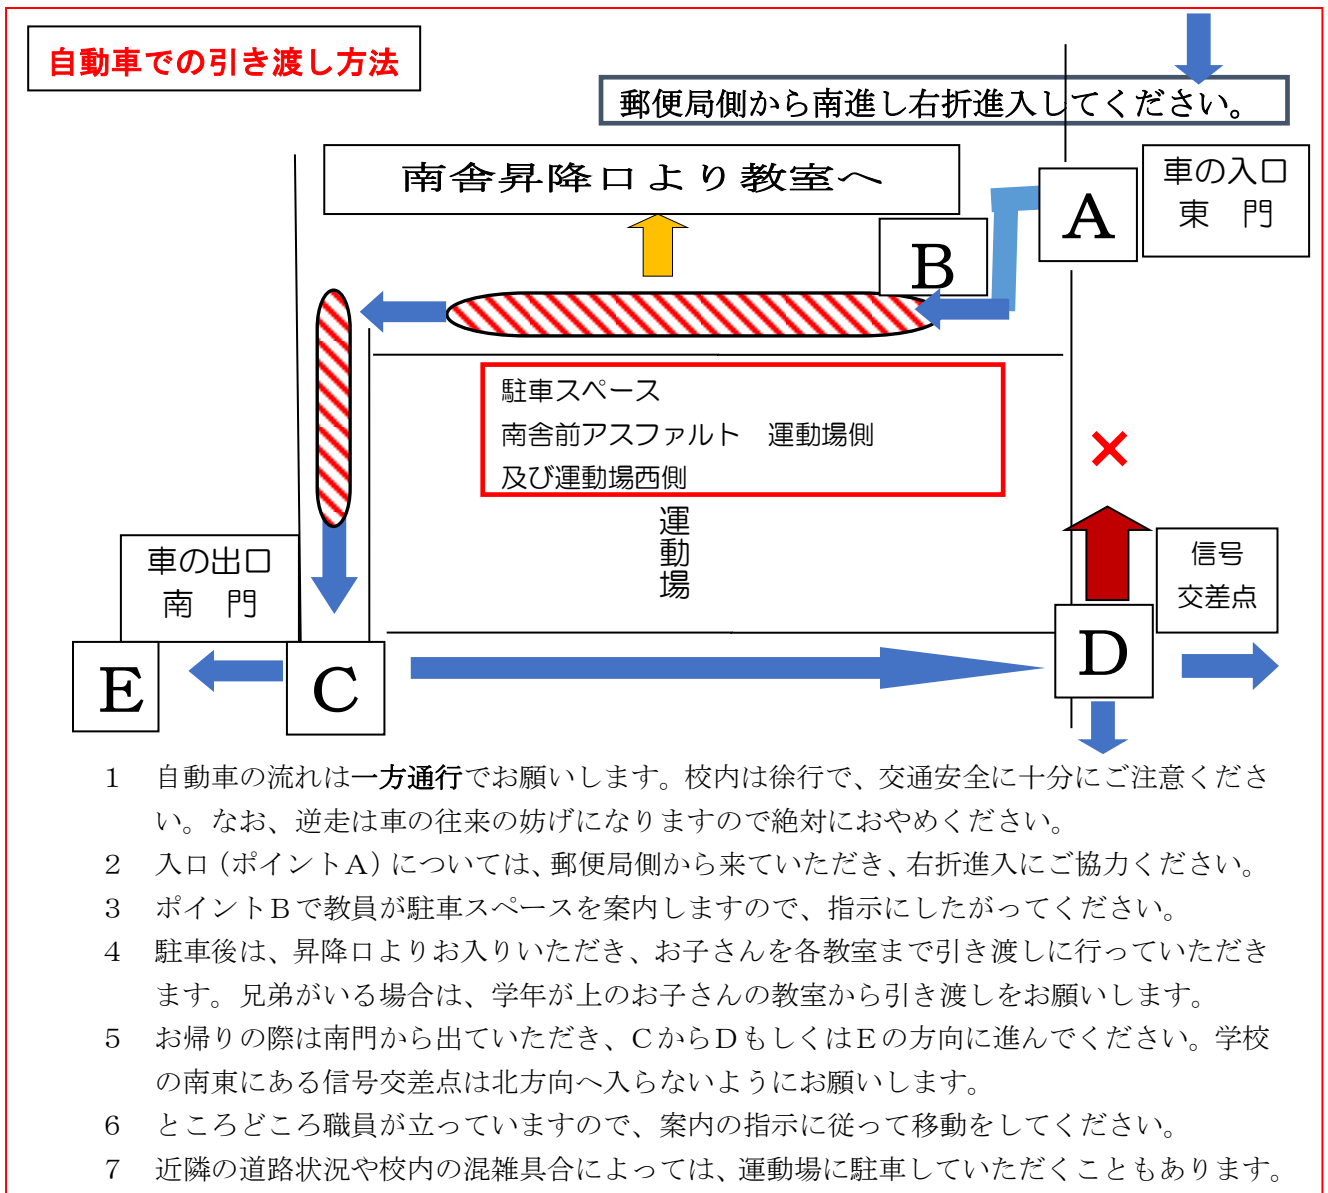 自動車での引き渡し方法
郵便局側から南進し右折進入してください。
南舎昇降口より教室へ
車の入口
東　門
A
B
駐車スペース
南舎前アスファルト　運動場側
及び運動場西側
×
運動場
車の出口
南　門
信号
交差点
E
C
D
1　自動車の流れは一方通行でお願いします。校内は徐行で、交通安全に十分にご注意くださ
い。なお、逆走は車の往来の妨げになりますので絶対におやめください。
2　入口（ポイントＡ）については、郵便局側から来ていただき、右折進入にご協力ください。
3　ポイントＢで教員が駐車スペースを案内しますので、指示にしたがってください。
4　駐車後は、昇降口よりお入りいただき、お子さんを各教室まで引き渡しに行っていただき
ます。兄弟がいる場合は、学年が上のお子さんの教室から引き渡しをお願いします。
5　お帰りの際は南門から出ていただき、ＣからＤもしくはＥの方向に進んでください。学校
の南東にある信号交差点は北方向へ入らないようにお願いします。
6　ところどころ職員が立っていますので、案内の指示に従って移動をしてください。
7　近隣の道路状況や校内の混雑具合によっては、運動場に駐車していただくこともあります。